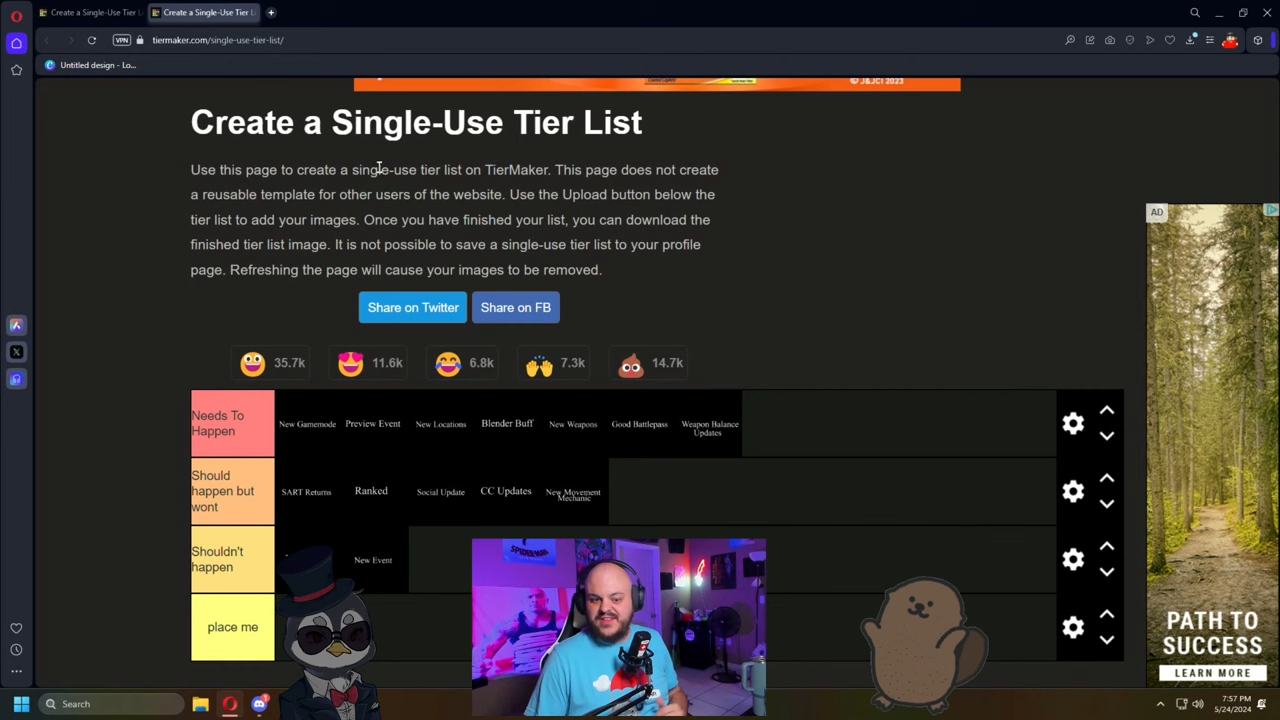 Create a Single-Use Tier Li
Create a Single-Use Tier Li
VPN
tiermaker.com/single-use-tier-list/
Untitled design - Lo...
© J&JCI 2023
Create a Single-Use Tier List
Use this page to create a single-use tier list on TierMaker. This page does not create
a reusable template for other users of the website. Use the Upload button below the
tier list to add your images. Once you have finished your list, you can download the
finished tier list image. It is not possible to save a single-use tier list to your profile
page. Refreshing the page will cause your images to be removed.
AD
Share on Twitter
Share on FB
35.7k
11.6k
6.8k
7.3k
14.7k
Needs To
Happen
New Gamemode
Preview Event
New Locations
Blender Buff
New Weapons
Good Battlepass
Weapon Balance
Updates
Should
happen but
wont
SART Returns
Ranked
Social Update
CC Updates
New Movement
Mechanic
Shouldn't
happen
New Event
place me
SPIDERMAN
PATH TO
SUCCESS
LEARN MORE
Search
7:57 PM
5/24/2024